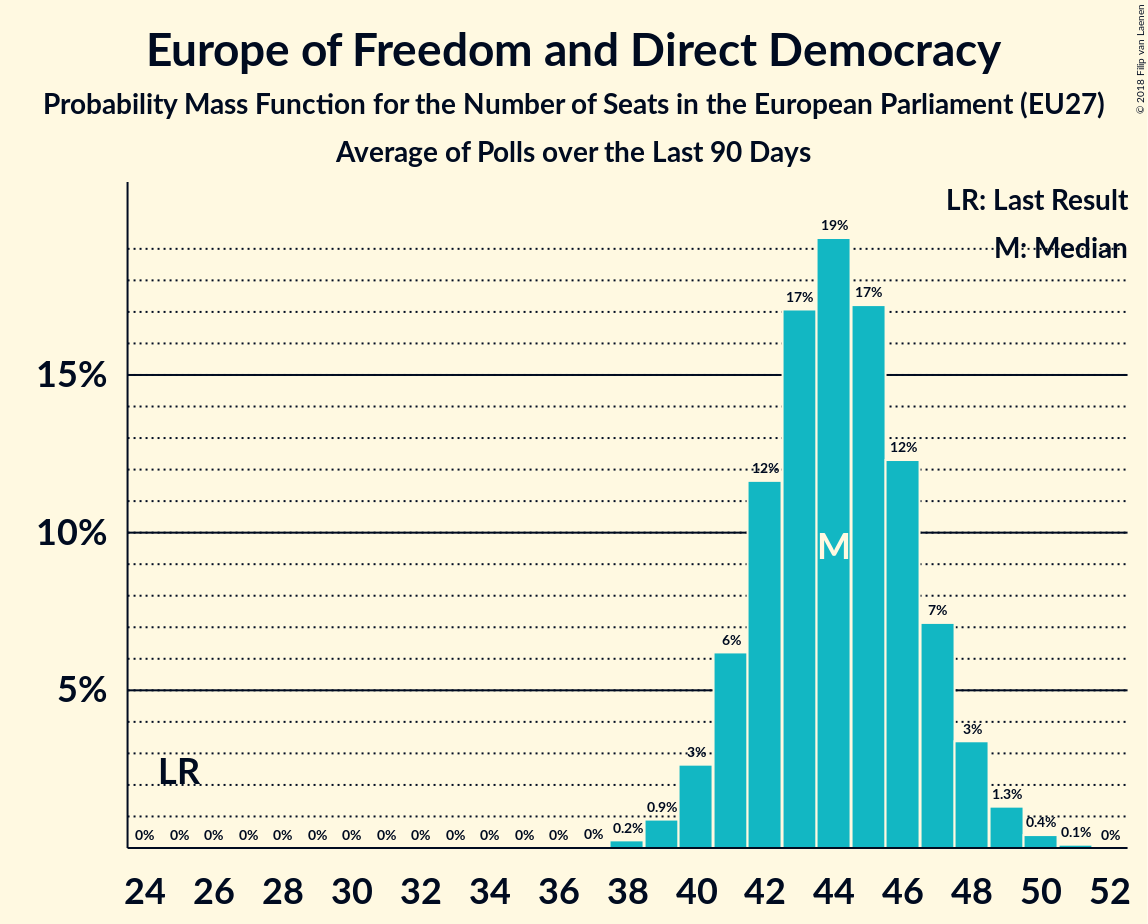 Europe of Freedom and Direct Democracy
Probability Mass Function for the Number of Seats in the European Parliament (EU27)
Average of Polls over the Last 90 Days
© 2018 Filip van Laenen
LR: Last Result
M: Median
19%
17%
17%
15%
12%
12%
10%
M
7%
6%
5%
3%
3%
LR
0.9%
1.3%
0% 0% 0% 0% 0% 0% 0% 0% 0% 0% 0% 0% 0% 0% 0.2% 0.4% 0.1% 0%
24 26 28 30 32 34 36 38 40 42 44 46 48 50 52